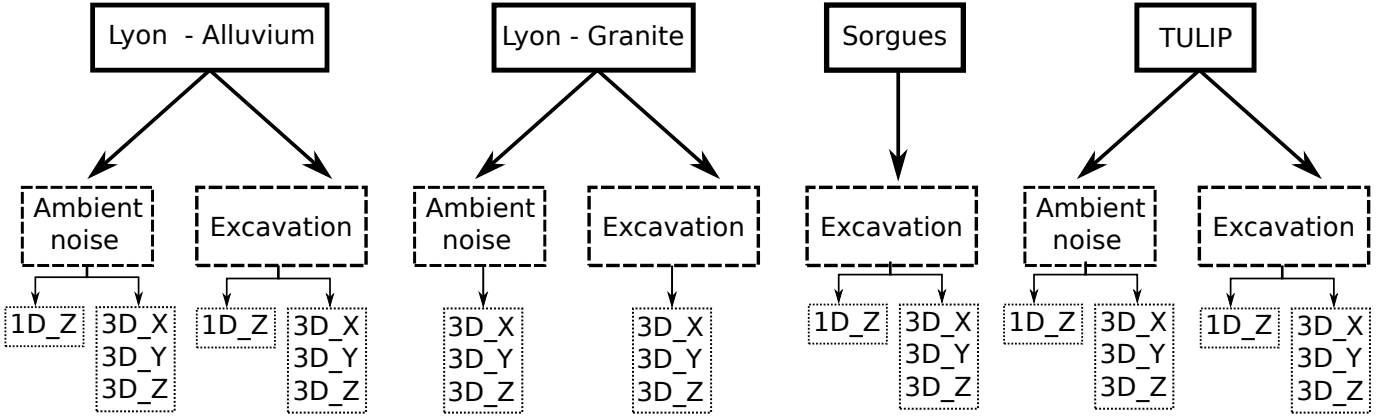 Lyon - Alluvium
Lyon - Granite
Sorgues
TULIP
Ambient
noise
Excavation
Ambient
noise
Excavation
Excavation
Ambient
noise
Excavation
1D_Z
3D_X
3D_Y
3D_Z
1D_Z
3D_X
3D_Y
3D_Z
3D_X
3D_Y
3D_Z
3D_X
3D_Y
3D_Z
1D_Z
3D_X
3D_Y
3D_Z
1D_Z
3D_X
3D_Y
3D_Z
1D_Z
3D_X
3D_Y
3D_Z